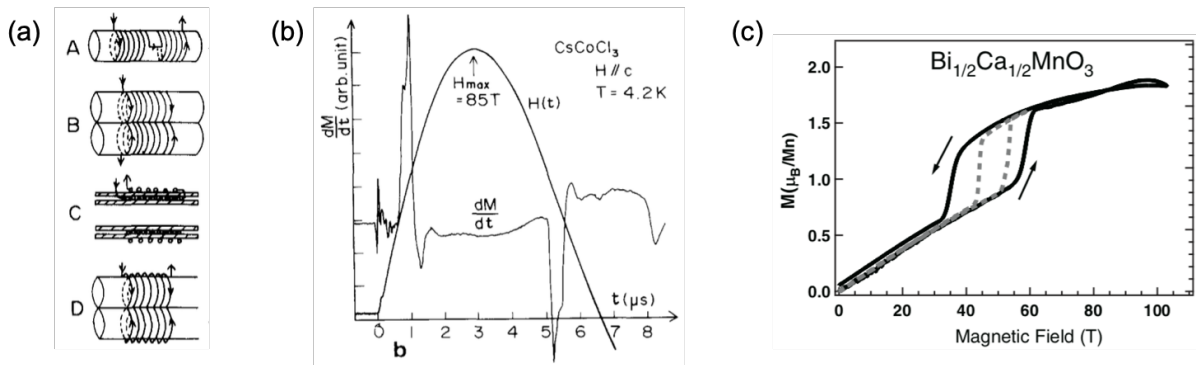 (a)
A
B
C
D
(b)
dM
dt
(arb. unit)
Hmax
=85T
H(t)
CsCoCl3
H // c
T = 4.2K
dM
dt
t(μs)
0 1 2 3 4 5 6 7 8
b
(c)
Bi1/2Ca1/2MnO3
M(μB/Mn)
2.0
1.5
1.0
0.5
0.0
0 20 40 60 80 100
Magnetic Field (T)